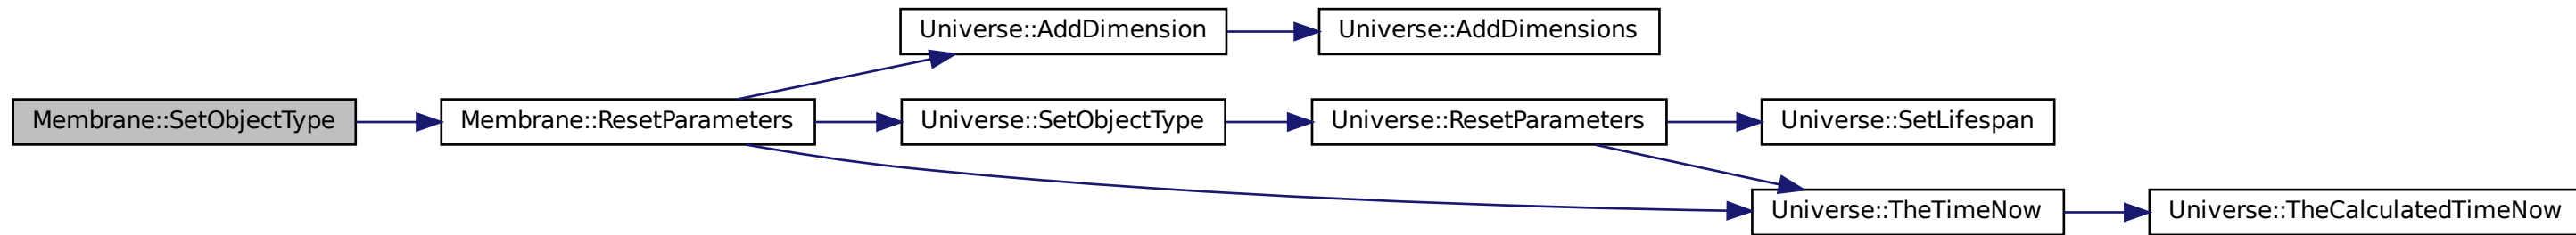 Universe::AddDimension
Universe::AddDimensions
Membrane::SetObjectType
Membrane::ResetParameters
Universe::SetObjectType
Universe::ResetParameters
Universe::SetLifespan
Universe::TheTimeNow
Universe::TheCalculatedTimeNow